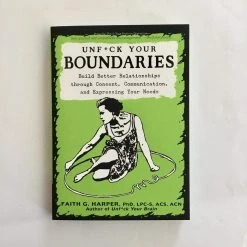 UNF*CK YOUR
BOUNDARIES
Build Better Relationships
through Consent, Communication,
and Expressing Your Needs
FAITH G. HARPER, PhD, LPC-S, ACS, ACN
Author of Unf*ck Your Brain